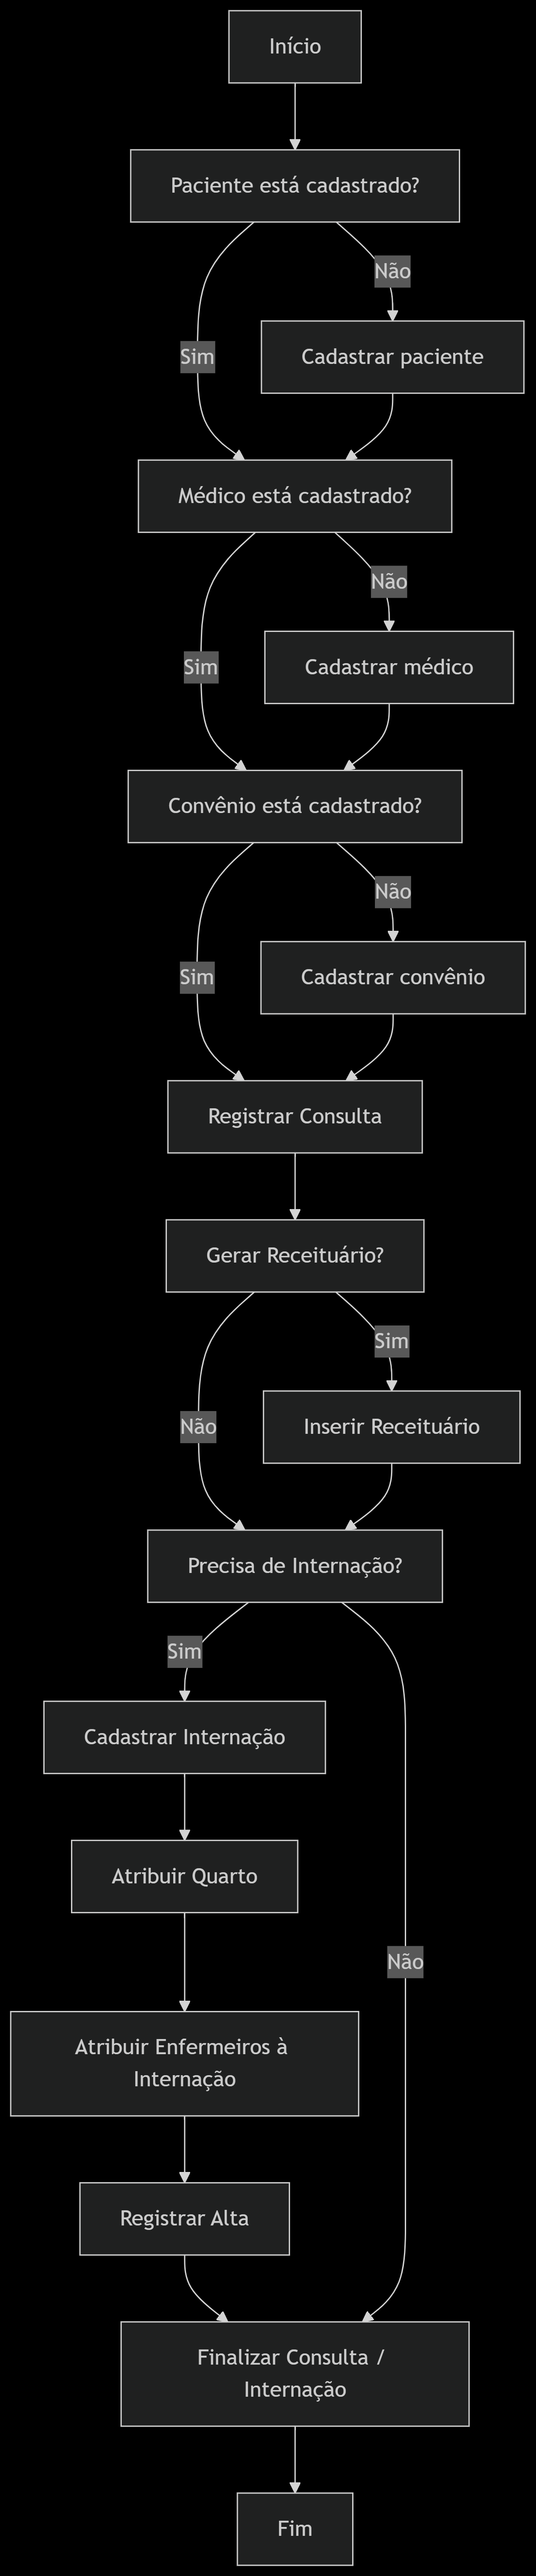 Início
Paciente está cadastrado?
Não
Sim
Cadastrar paciente
Médico está cadastrado?
Não
Sim
Cadastrar médico
Convênio está cadastrado?
Não
Sim
Cadastrar convênio
Registrar Consulta
Gerar Receituário?
Sim
Não
Inserir Receituário
Precisa de Internação?
Sim
Cadastrar Internação
Atribuir Quarto
Não
Atribuir Enfermeiros à
Internação
Registrar Alta
Finalizar Consulta /
Internação
Fim